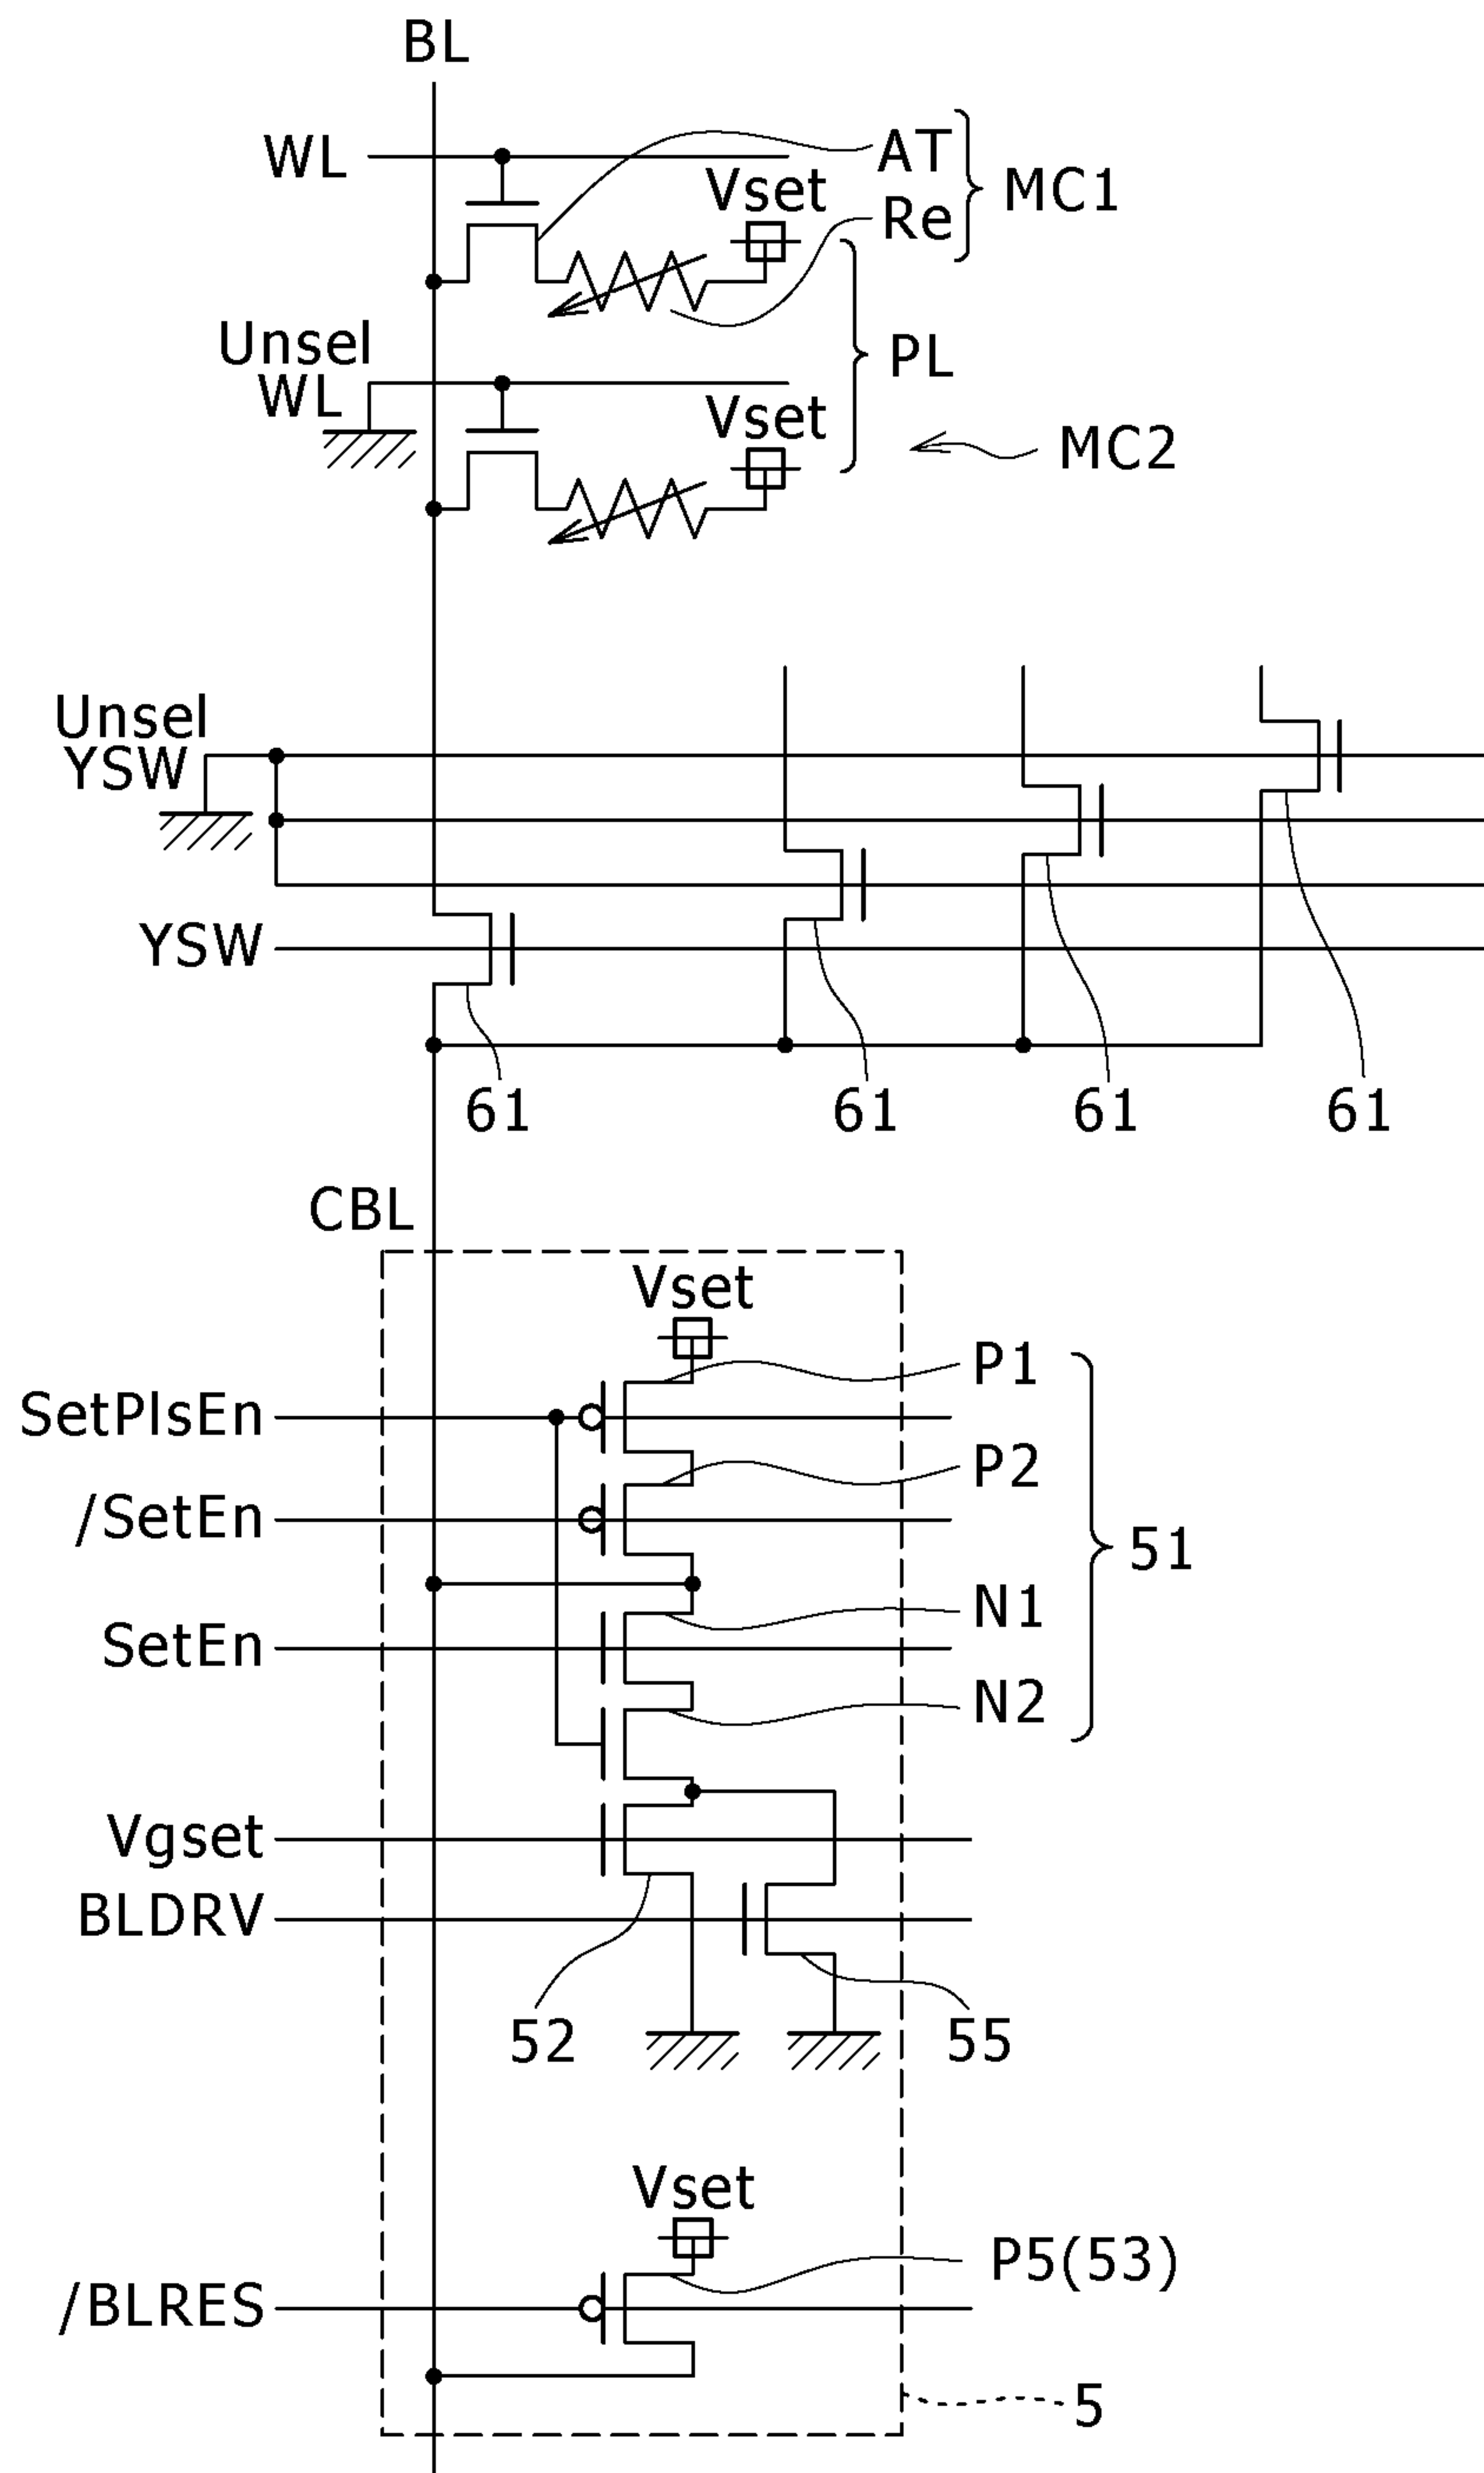 BL
WL
AT
Vset
MC1
Re
Unsel
WL
PL
Vset
MC2
Unsel
YSW
YSW
61
61
61
61
CBL
Vset
P1
SetPlsEn
P2
/SetEn
51
N1
SetEn
N2
Vgset
BLDRV
52
55
Vset
P5(53)
/BLRES
5